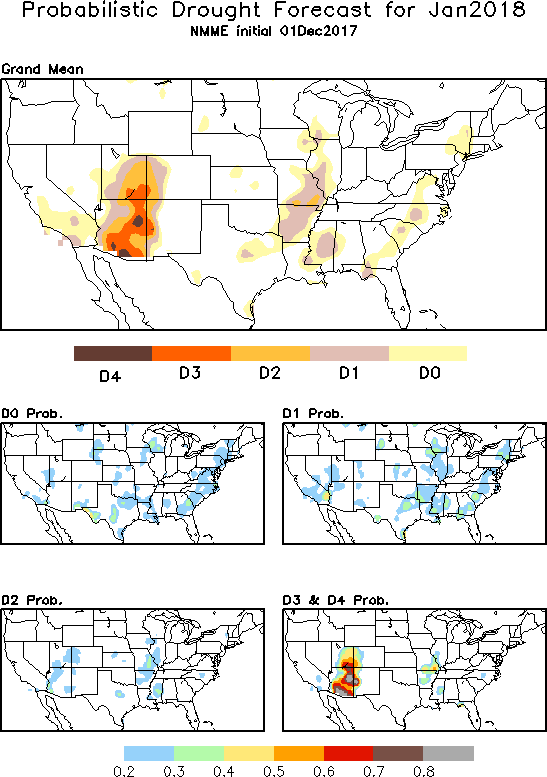 Probabilistic Drought Forecast for Jan2018
NMME initial 01Dec2017
Grand Mean
D4 D3 D2 D1 D0
D0 Prob. D1 Prob.
D2 Prob. D3 & D4 Prob.
0.2 0.3 0.4 0.5 0.6 0.7 0.8